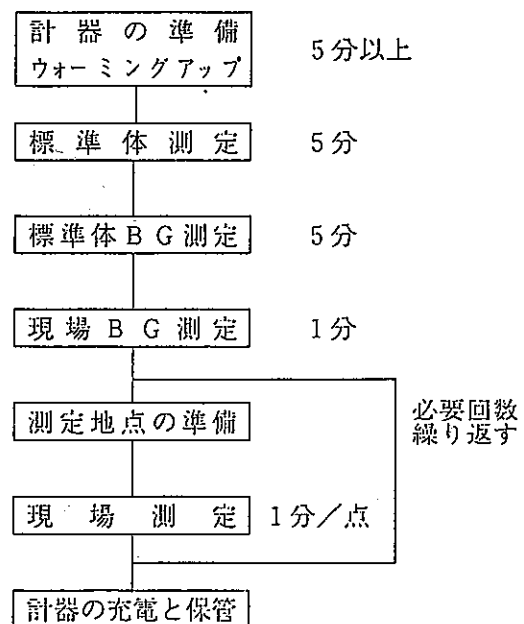 計器の準備
ウォーミングアップ
5分以上
標準体測定
5分
標準体BG測定
5分
現場BG測定
1分
測定地点の準備
必要回数
繰り返す
現場測定
1分/点
計器の充電と保管